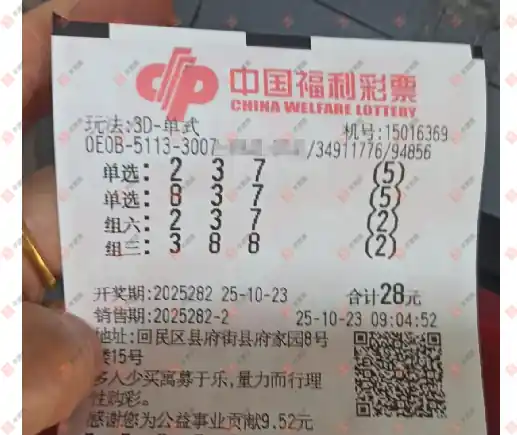 中国福利彩票
CHINA WELFARE LOTTERY
玩法:3D-单式 机号:15016369
0E0B-5113-3007 /34911776/94856
单选: 2 3 7 (5)
单选: 8 3 7 (5)
组六: 2 3 7 (2)
组三: 3 8 8 (2)
开奖期:2025282 25-10-23 合计28元
销售期:2025282-2 25-10-23 09:04:52
地址:回民区县府街县府家园8号
楼15号
多人少买寓募于乐,量力而行理
性购彩。
感谢您为公益事业贡献9.52元